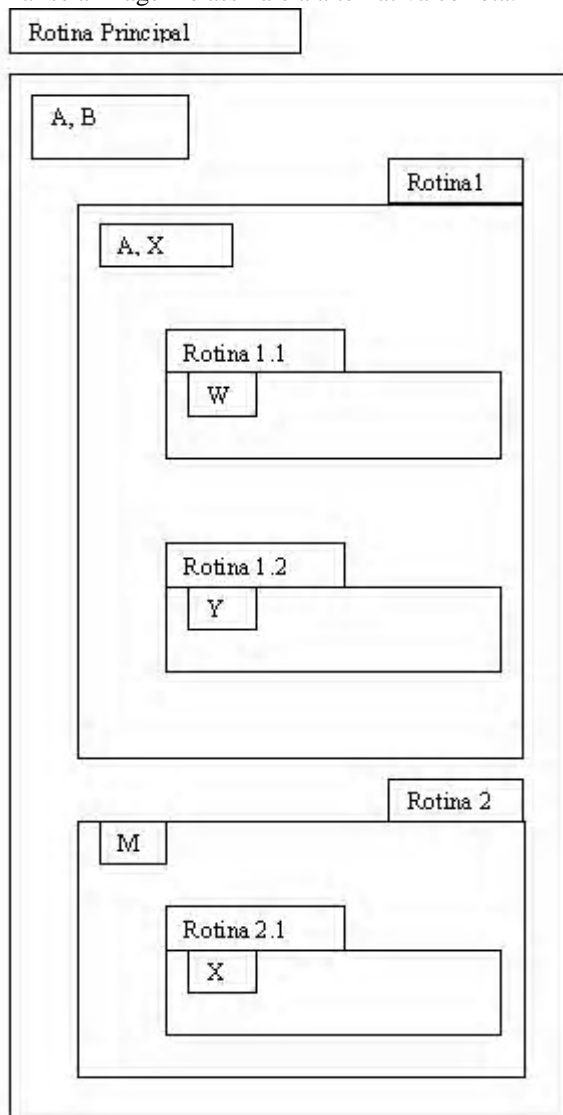 Rotina Principal
A, B
Rotina1
A, X
Rotina 1.1
W
Rotina 1.2
Y
Rotina 2
M
Rotina 2.1
X